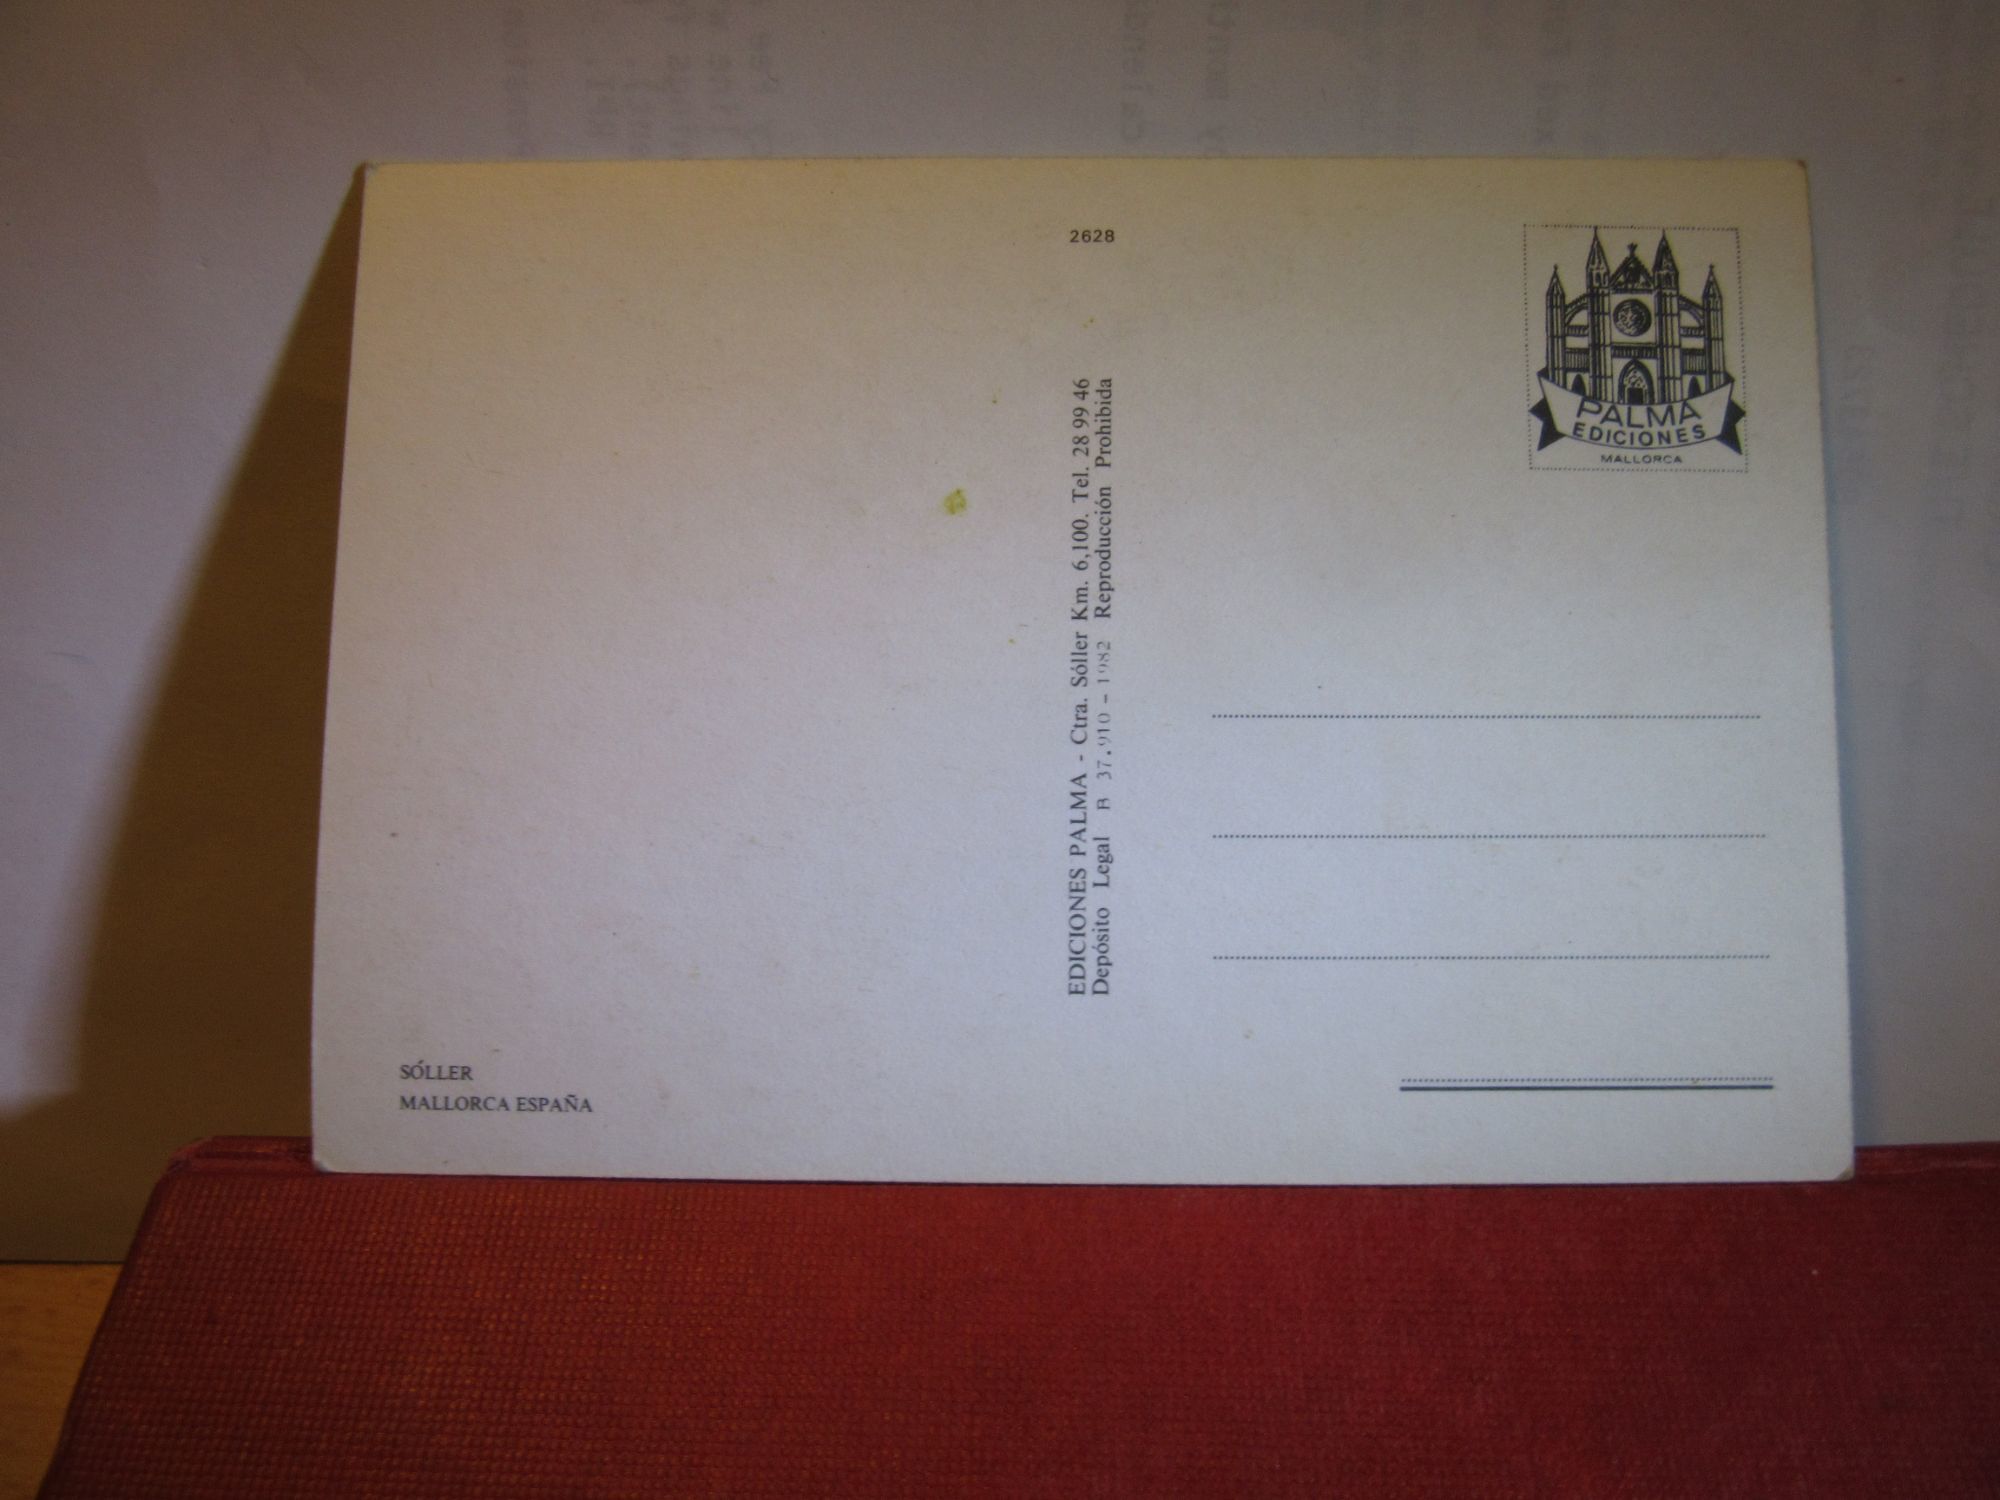 2628
PALMA
EDICIONES
MALLORCA
EDICIONES PALMA - Ctra. Sóller Km. 6,100. Tel. 28 99 46
Depósito Legal B 37.910-1982 Reproducción Prohibida
SÓLLER
MALLORCA ESPAÑA